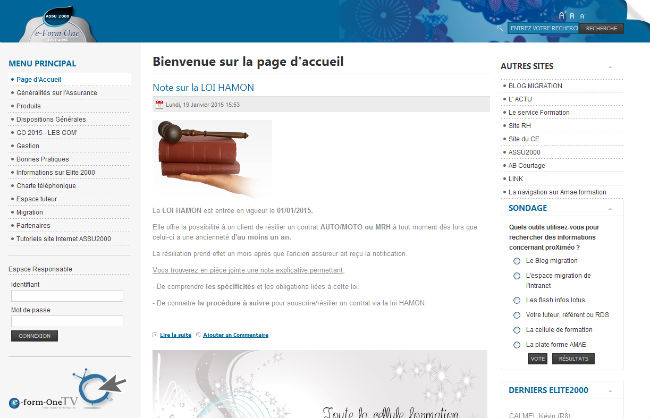 ASSU 2000
e-Form One
A A A
ENTREZ VOTRE RECHERC
RECHERCHE
MENU PRINCIPAL
Page d'Accueil
Généralités sur l'Assurance
Produits
Dispositions Générales
GO 2015 - LES COM'
Gestion
Bonnes Pratiques
Informations sur Elite 2000
Charte téléphonique
Espace tuteur
Migration
Partenaires
Tutoriels site Internet ASSU2000
Espace Responsable
Identifiant
Mot de passe
CONNEXION
e-form-OneTV
Bienvenue sur la page d'accueil
Note sur la LOI HAMON
Lundi, 19 Janvier 2015 15:53
La LOI HAMON est entrée en vigueur le 01/01/2015.
Elle offre la possibilité à un client de résilier un contrat AUTO/MOTO ou MRH à tout moment dès lors que
celui-ci a une ancienneté d'au moins un an.
La résiliation prend effet un mois après que l'ancien assureur ait reçu la notification.
Vous trouverez en pièce jointe une note explicative permettant:
- De comprendre les spécificités et les obligations liées à cette loi.
- De connaitre la procédure à suivre pour souscrire/résilier un contrat via la loi HAMON.
Lire la suite
Ajouter un Commentaire
Toute la cellule formation
AUTRES SITES
BLOG MIGRATION
L' ACTU
Le service Formation
Site RH
Site du CE
ASSU2000
AB Courtage
LINK
La navigation sur Amae formation
SONDAGE
Quels outils utilisez-vous pour
rechercher des informations
concernant proXiméo ?
Le Blog migration
L'espace migration de
l'intranet
Les flash infos lotus
Votre tuteur, référent ou RDS
La cellule de formation
La plate forme AMAE
VOTE
RÉSULTATS
DERNIERS ELITE2000
CALMEL Kévin (R8)